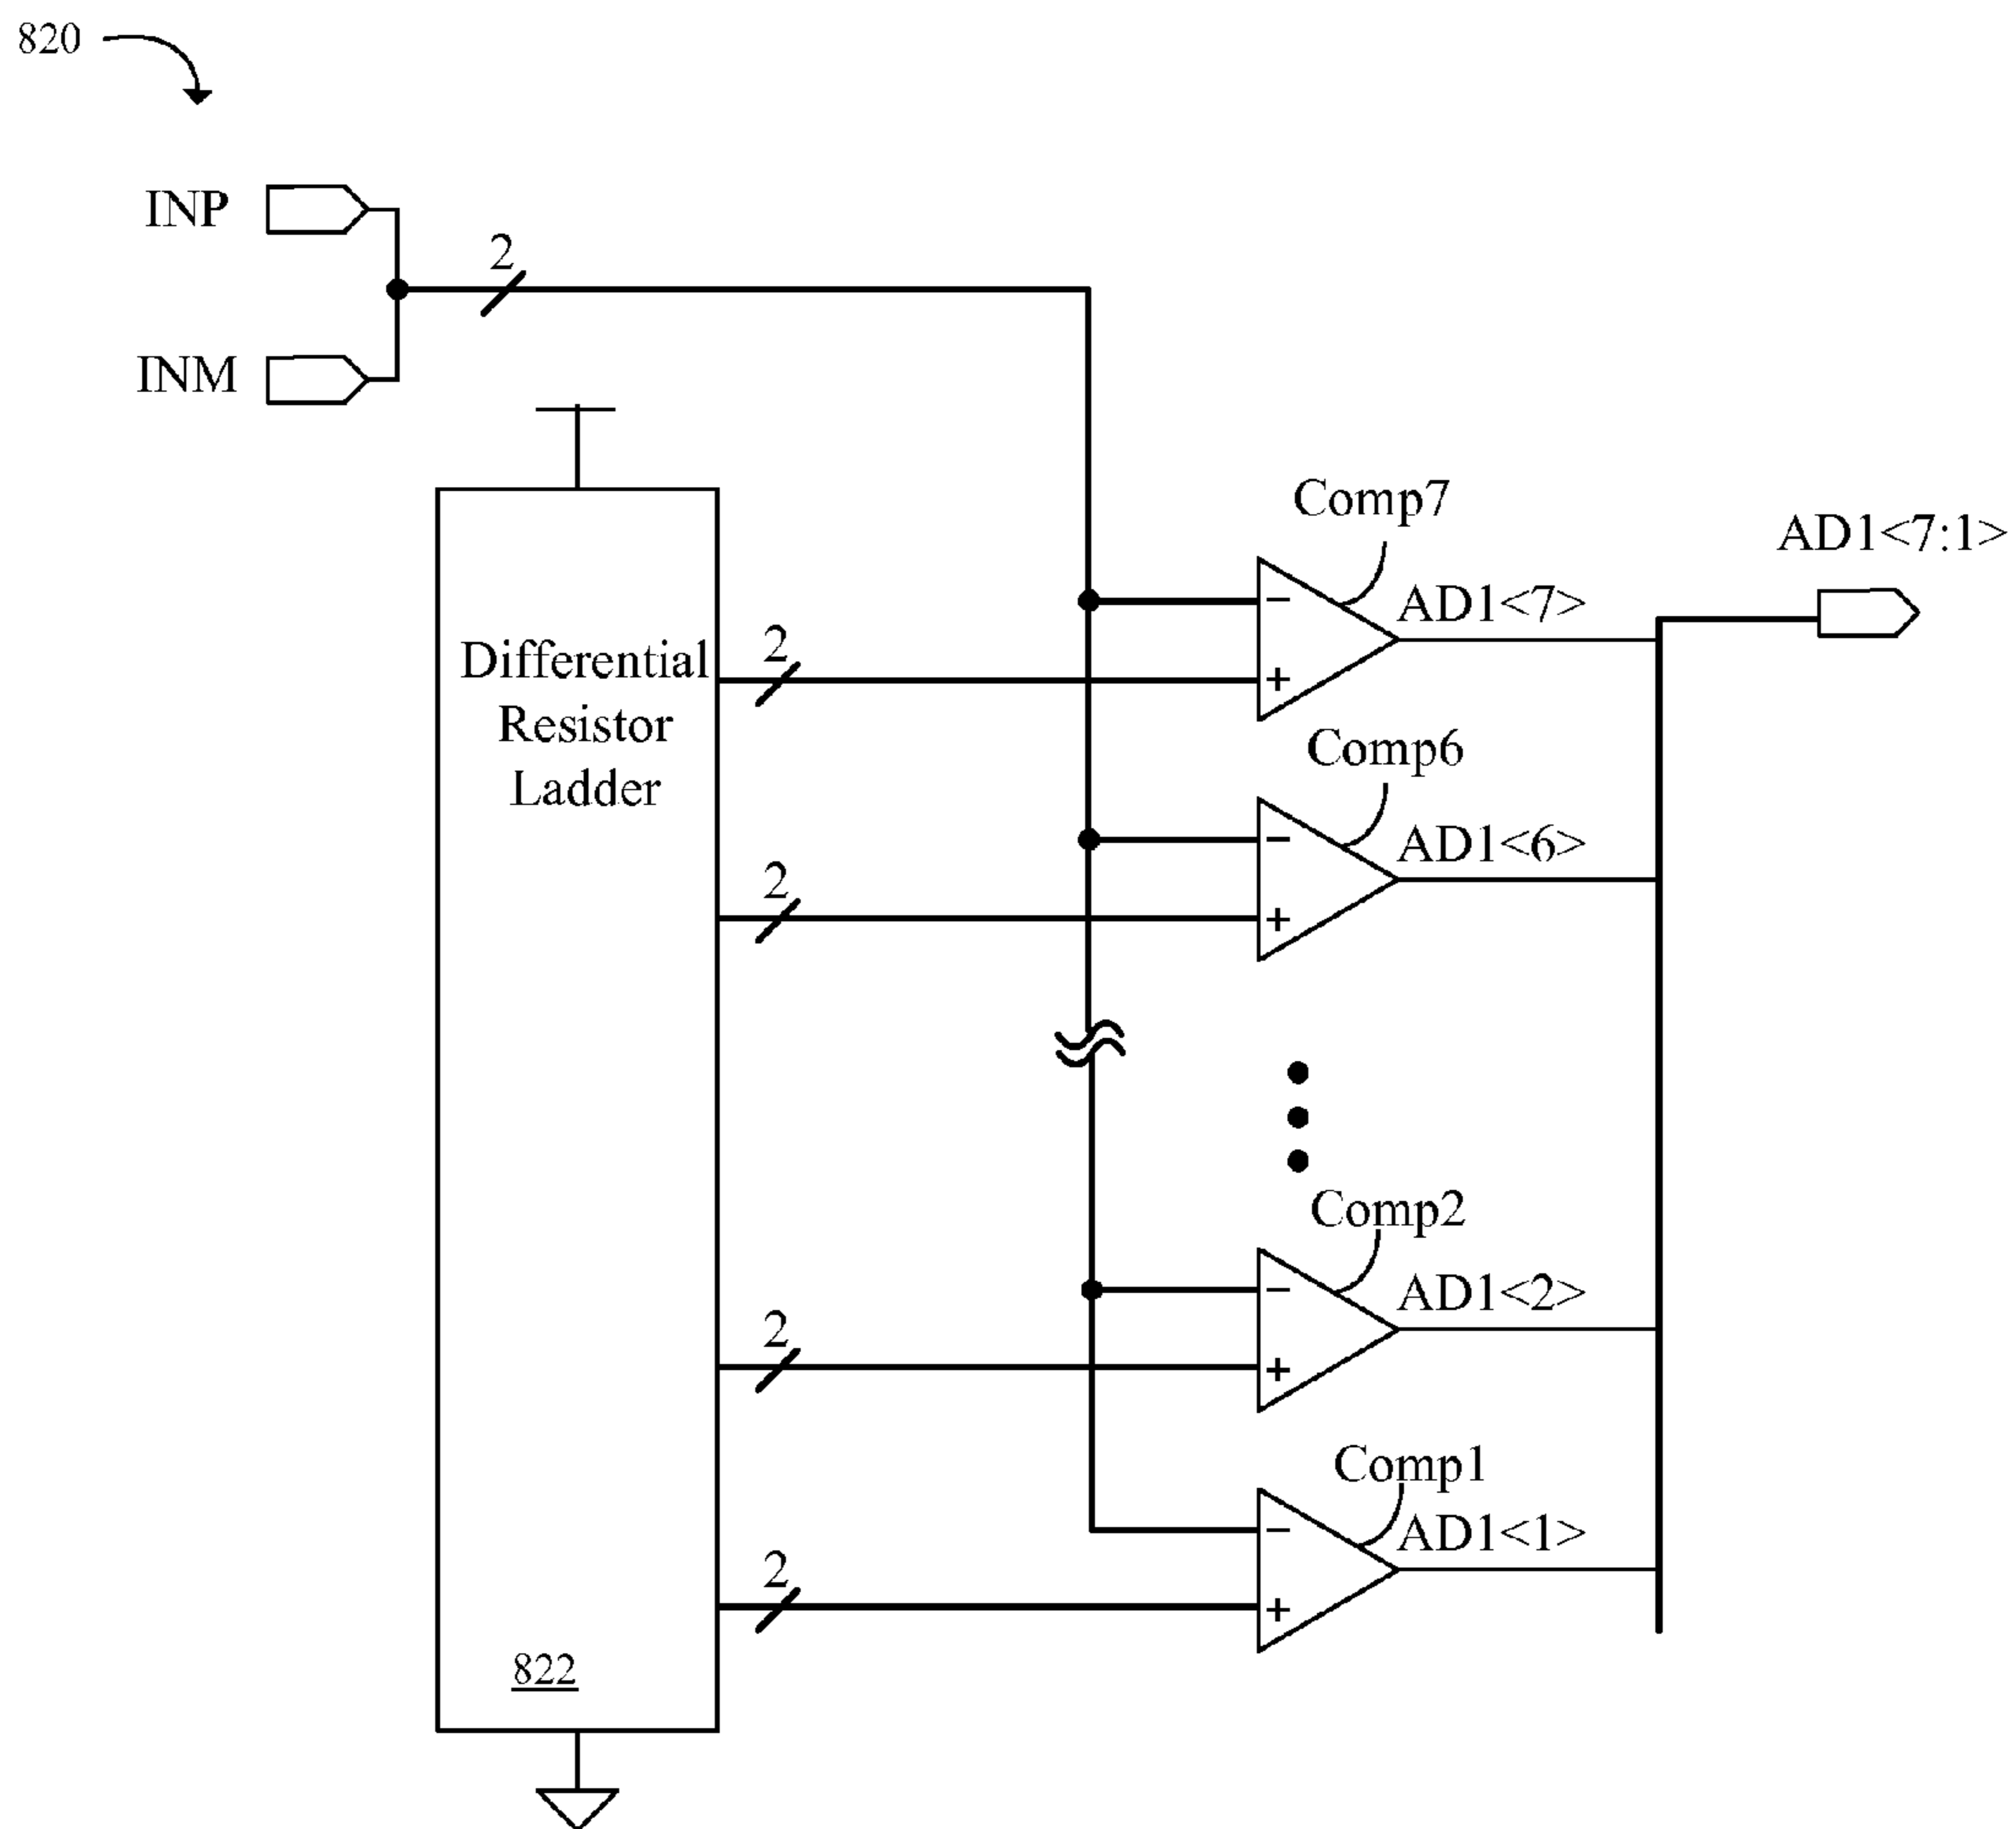 820
INP
2
INM
Comp7
AD1<7:1>
AD1<7>
−
2
Differential
Resistor
Ladder
+
Comp6
AD1<6>
−
2
+
Comp2
AD1<2>
−
2
+
Comp1
AD1<1>
−
2
+
822